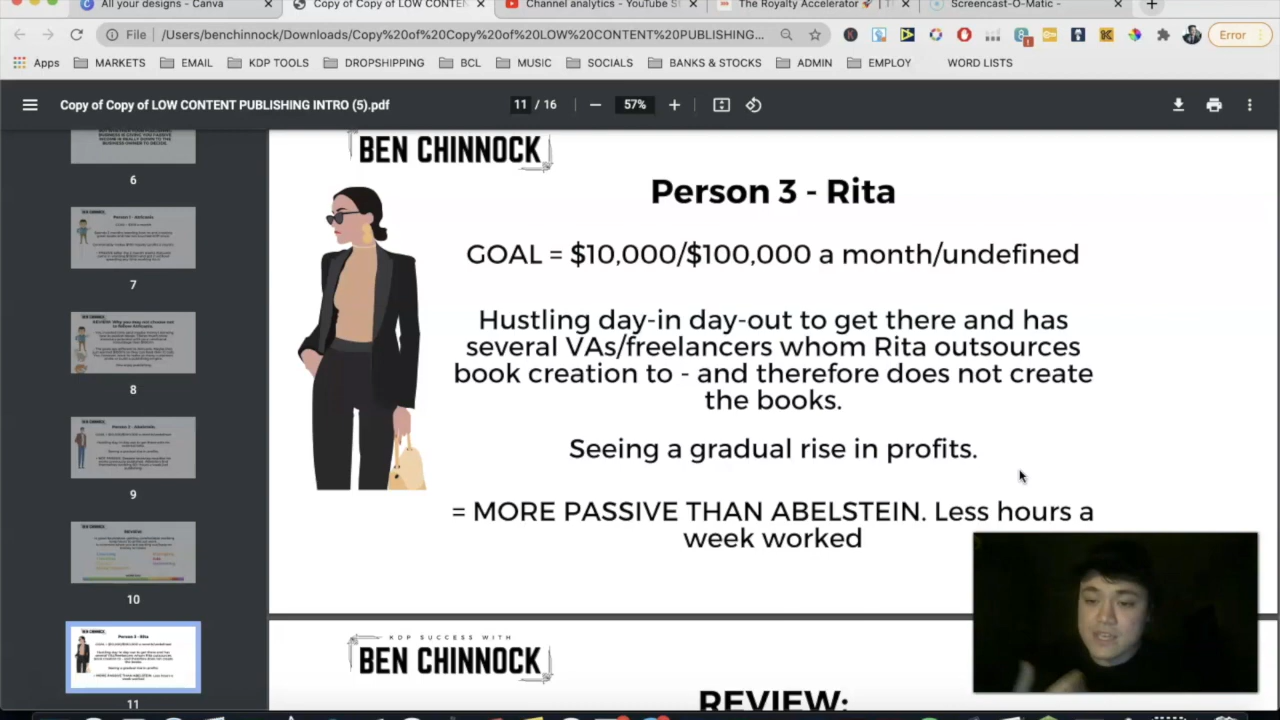 All your designs - Canva
Copy of Copy of LOW CONTEN
Channel analytics - YouTube S
The Royalty Accelerator
Screencast-O-Matic -
File
/Users/benchinnock/Downloads/Copy%20of%20Copy%20of%20LOW%20CONTENT%20PUBLISHING...
Error
Apps MARKETS EMAIL KDP TOOLS DROPSHIPPING BCL MUSIC SOCIALS BANKS & STOCKS ADMIN EMPLOY WORD LISTS
Copy of Copy of LOW CONTENT PUBLISHING INTRO (5).pdf
11 / 16
57%
6
7
8
9
10
11
BEN CHINNOCK
Person 3 - Rita
GOAL = $10,000/$100,000 a month/undefined
Hustling day-in day-out to get there and has
several VAs/freelancers whom Rita outsources
book creation to - and therefore does not create
the books.
Seeing a gradual rise in profits.
= MORE PASSIVE THAN ABELSTEIN. Less hours a
week worked
KDP SUCCESS WITH
BEN CHINNOCK
REVIEW: